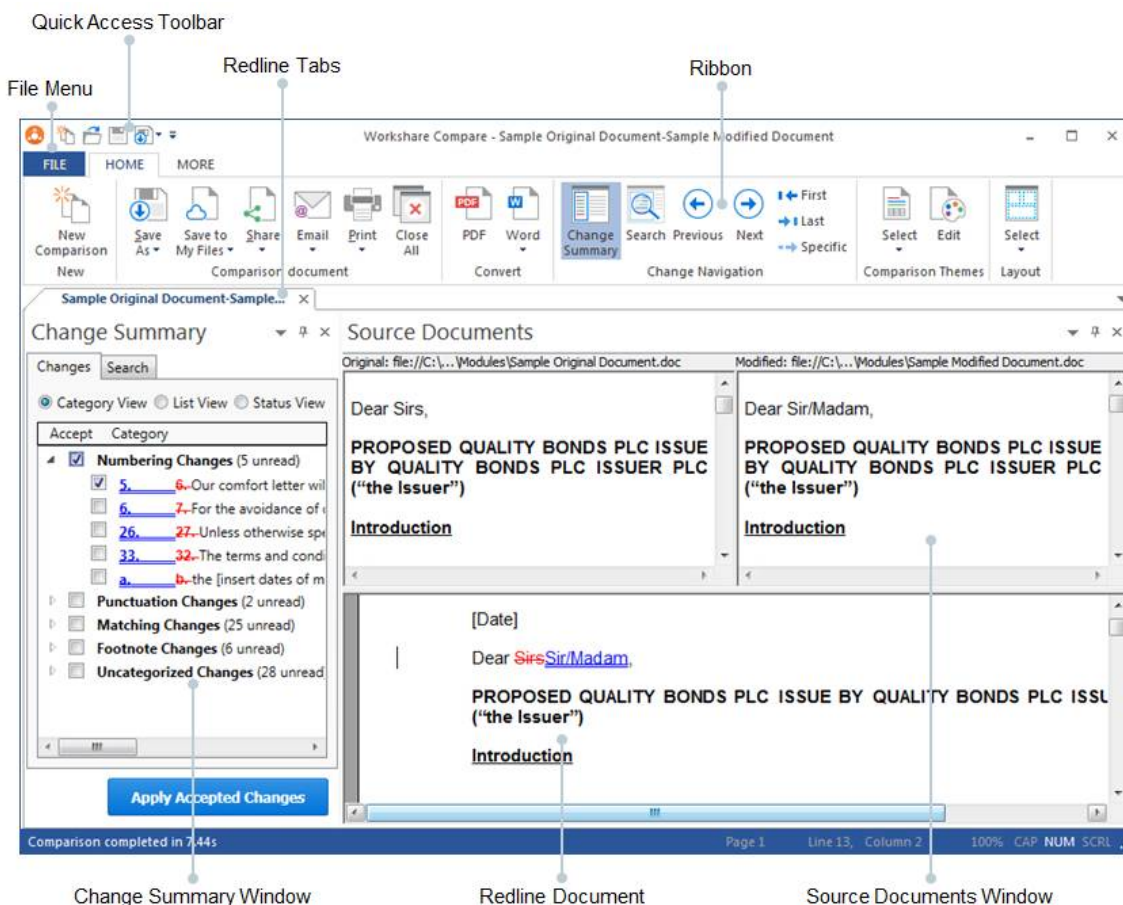 Quick Access Toolbar
Redline Tabs
Ribbon
File Menu
Workshare Compare - Sample Original Document-Sample Modified Document
FILE HOME MORE
New Comparison
Save As
Save to My Files
Share
Email
Print
Close All
PDF
Word
Change Summary
Search
Previous
Next
First
Last
Specific
Select
Edit
Select
New
Comparison document
Convert
Change Navigation
Comparison Themes
Layout
Sample Original Document-Sample...
Change Summary
Changes Search
Category View List View Status View
Accept Category
Numbering Changes (5 unread)
5. 6. Our comfort letter wil
6. 7. For the avoidance of
26. 27. Unless otherwise spe
33. 32. The terms and condi
a. b. the [insert dates of m
Punctuation Changes (2 unread)
Matching Changes (25 unread)
Footnote Changes (6 unread)
Uncategorized Changes (28 unread
Apply Accepted Changes
Source Documents
Original: file://C:\...\Modules\Sample Original Document.doc
Dear Sirs,
PROPOSED QUALITY BONDS PLC ISSUE
BY QUALITY BONDS PLC ISSUER PLC
(“the Issuer”)
Introduction
Modified: file://C:\...\Modules\Sample Modified Document.doc
Dear Sir/Madam,
PROPOSED QUALITY BONDS PLC ISSUE
BY QUALITY BONDS PLC ISSUER PLC
(“the Issuer”)
Introduction
[Date]
Dear SirsSir/Madam,
PROPOSED QUALITY BONDS PLC ISSUE BY QUALITY BONDS PLC ISSU
(“the Issuer”)
Introduction
Comparison completed in 7.44s
Page 1 Line 13, Column 2 100% CAP NUM SCRL
Change Summary Window
Redline Document
Source Documents Window